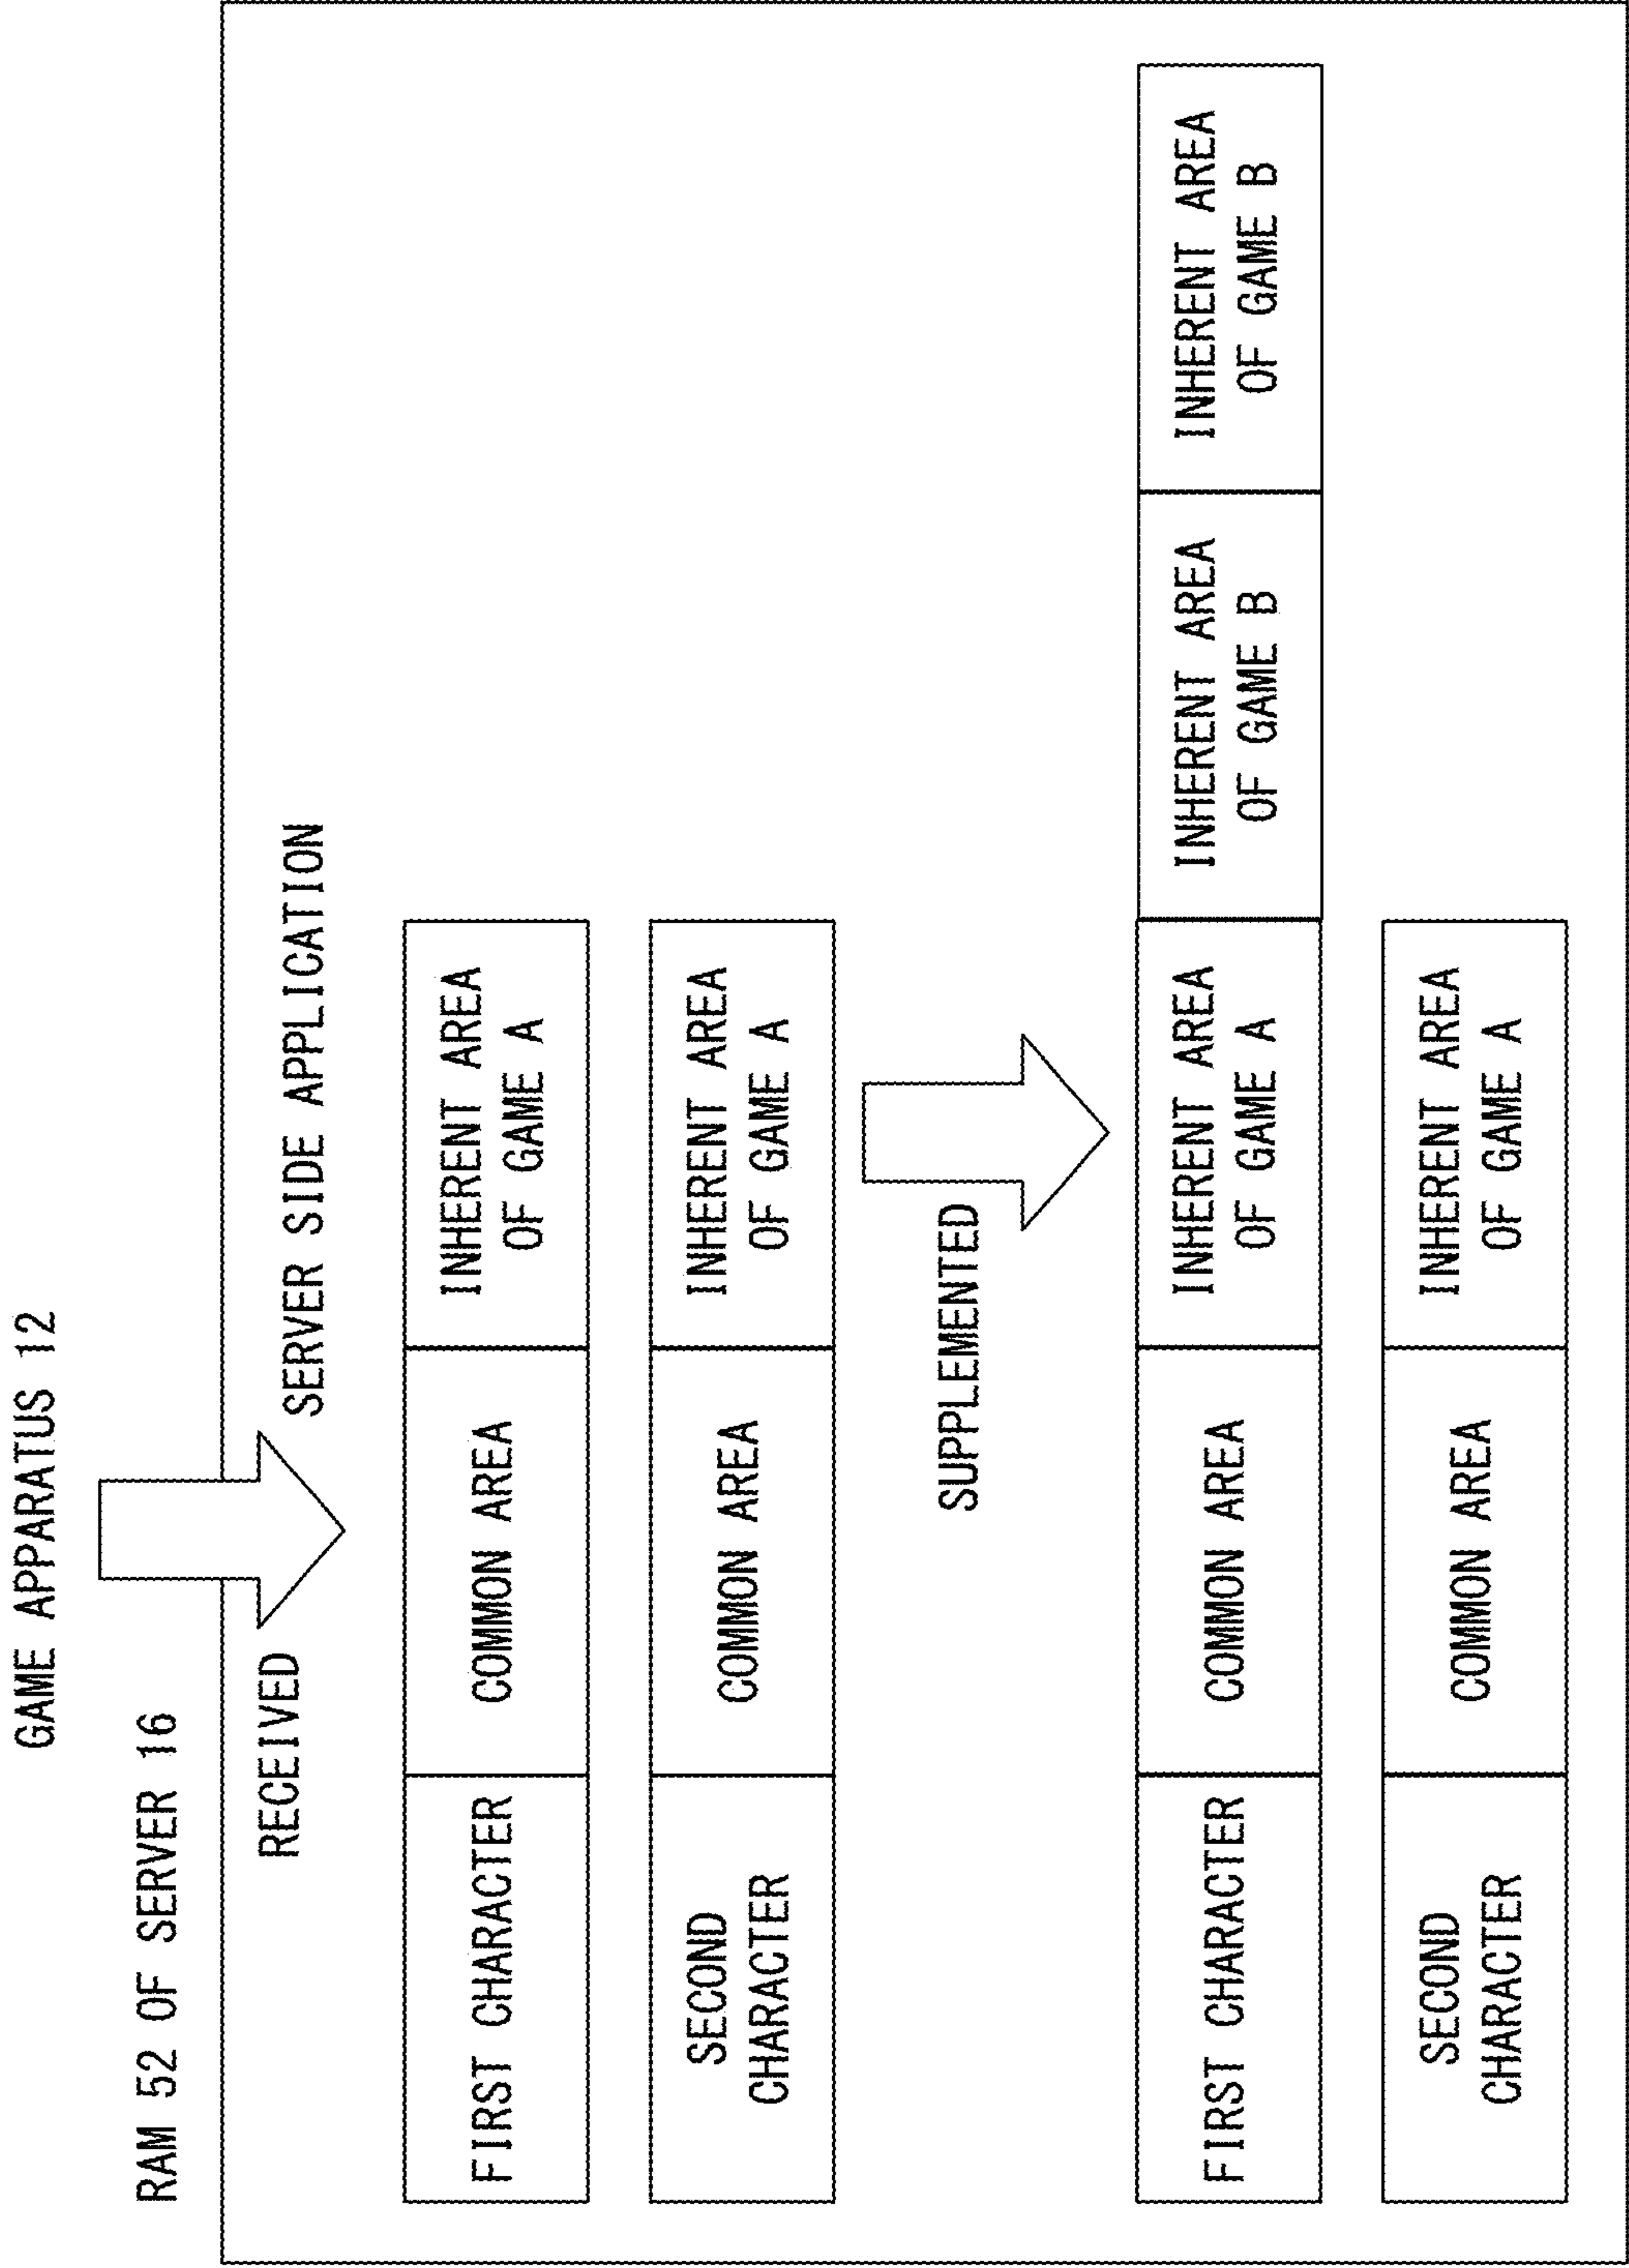 GAME APPARATUS 12
RAM 52 OF SERVER 16
RECEIVED
SERVER SIDE APPLICATION
FIRST CHARACTER
COMMON AREA
INHERENT AREA
OF GAME A
SECOND
CHARACTER
COMMON AREA
INHERENT AREA
OF GAME A
SUPPLEMENTED
FIRST CHARACTER
COMMON AREA
INHERENT AREA
OF GAME A
INHERENT AREA
OF GAME B
INHERENT AREA
OF GAME B
SECOND
CHARACTER
COMMON AREA
INHERENT AREA
OF GAME A